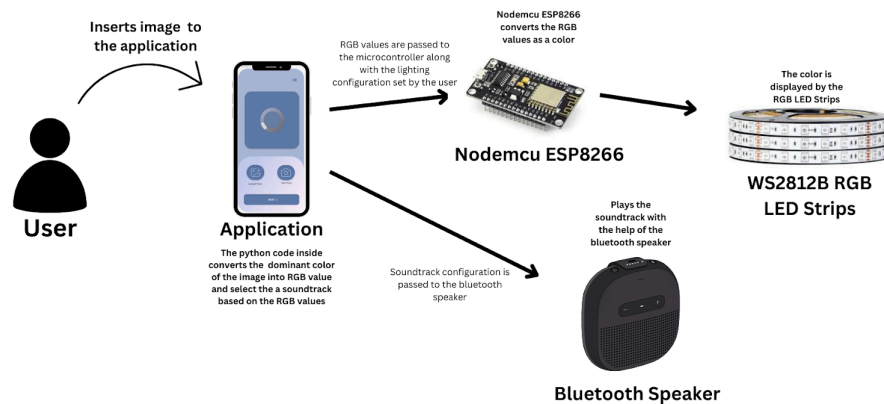 Inserts image to
the application
User
Application
The python code inside
converts the dominant color
of the image into RGB value
and select the a soundtrack
based on the RGB values
RGB values are passed to
the microcontroller along
with the lighting
configuration set by the user
Nodemcu ESP8266
converts the RGB
values as a color
Nodemcu ESP8266
The color is
displayed by the
RGB LED Strips
WS2812B RGB
LED Strips
Soundtrack configuration is
passed to the bluetooth
speaker
Plays the
soundtrack with
the help of the
bluetooth speaker
Bluetooth Speaker